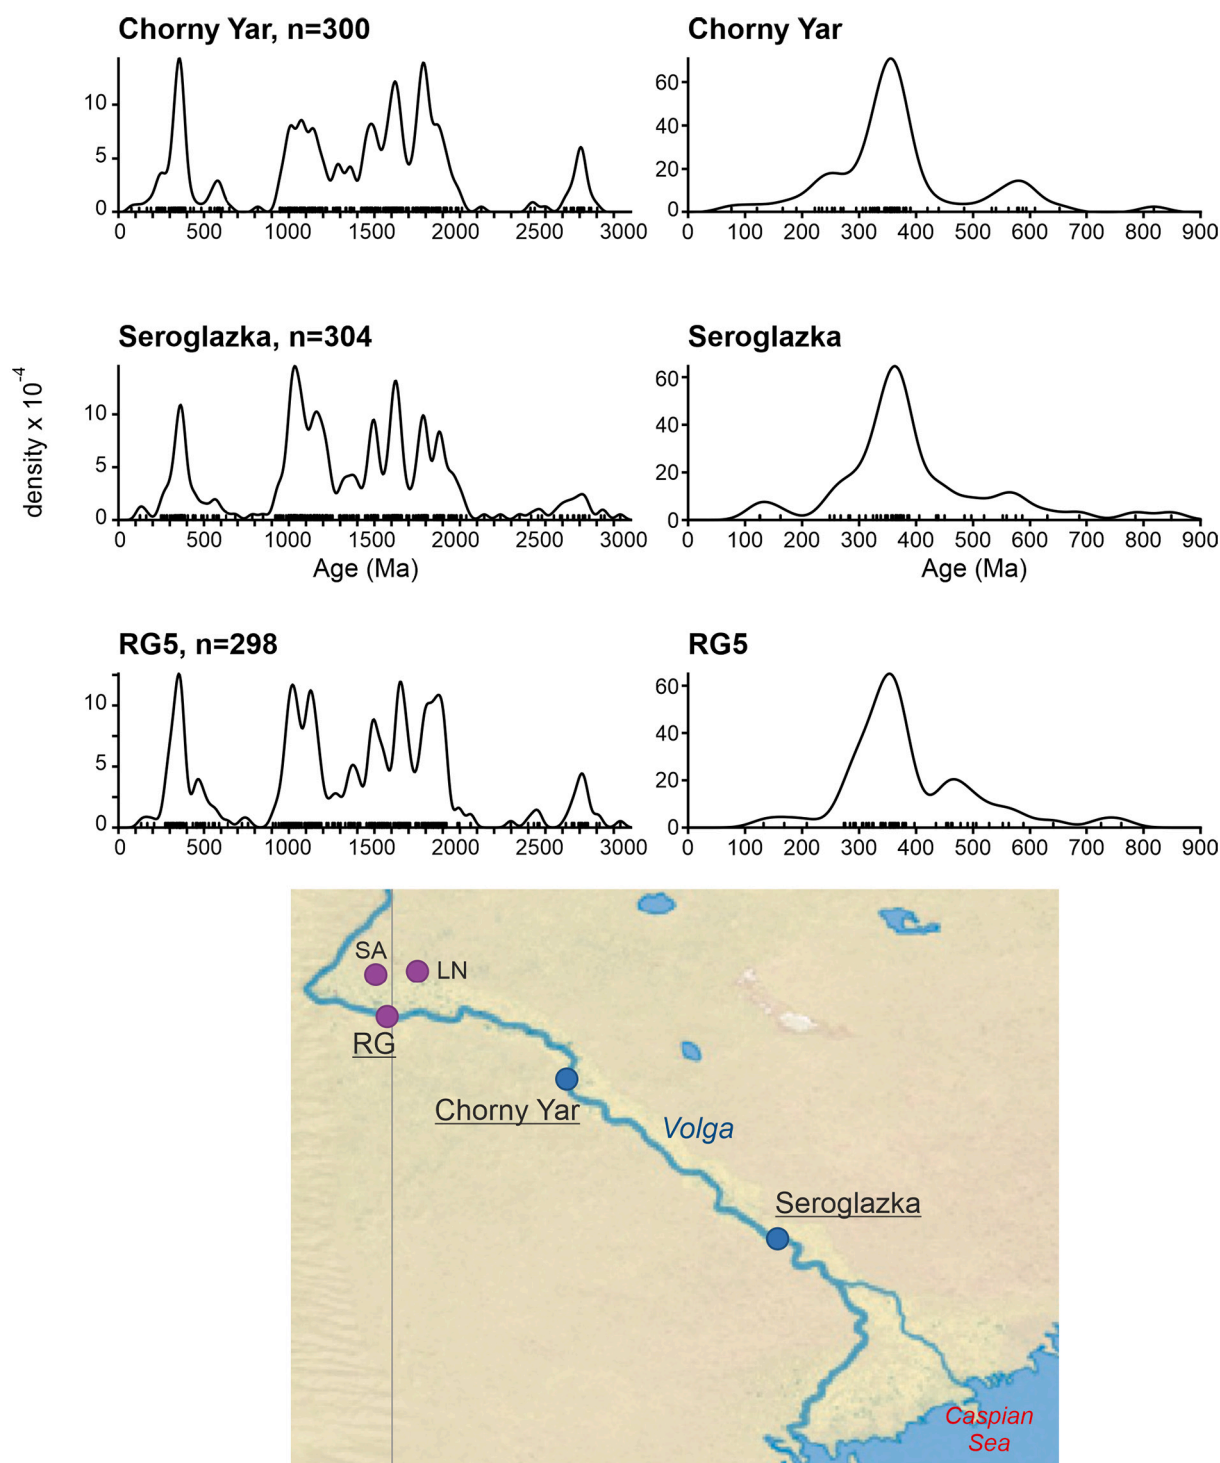 Chorny Yar, n=300
10
5
0
0 500 1000 1500 2000 2500 3000
Chorny Yar
60
40
20
0
0 100 200 300 400 500 600 700 800 900
density x 10⁻⁴
Seroglazka, n=304
10
5
0
0 500 1000 1500 2000 2500 3000
Age (Ma)
Seroglazka
60
40
20
0
0 100 200 300 400 500 600 700 800 900
Age (Ma)
RG5, n=298
10
5
0
0 500 1000 1500 2000 2500 3000
RG5
60
40
20
0
0 100 200 300 400 500 600 700 800 900
SA
LN
RG
Chorny Yar
Volga
Seroglazka
Caspian
Sea